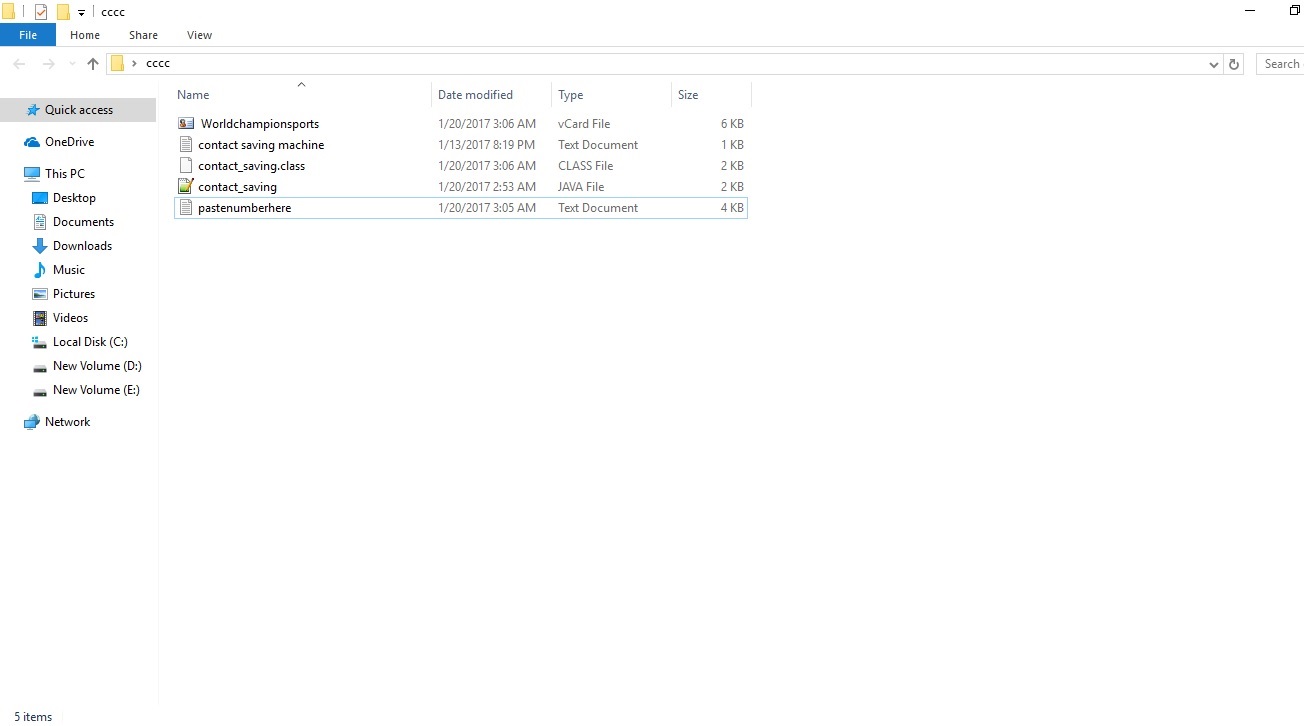 cccc
File Home Share View
cccc Search
Name Date modified Type Size
Quick access
OneDrive
This PC
Desktop
Documents
Downloads
Music
Pictures
Videos
Local Disk (C:)
New Volume (D:)
New Volume (E:)
Network
Worldchampionsports 1/20/2017 3:06 AM vCard File 6 KB
contact saving machine 1/13/2017 8:19 PM Text Document 1 KB
contact_saving.class 1/20/2017 3:06 AM CLASS File 2 KB
contact_saving 1/20/2017 2:53 AM JAVA File 2 KB
pastenumberhere 1/20/2017 3:05 AM Text Document 4 KB
5 items